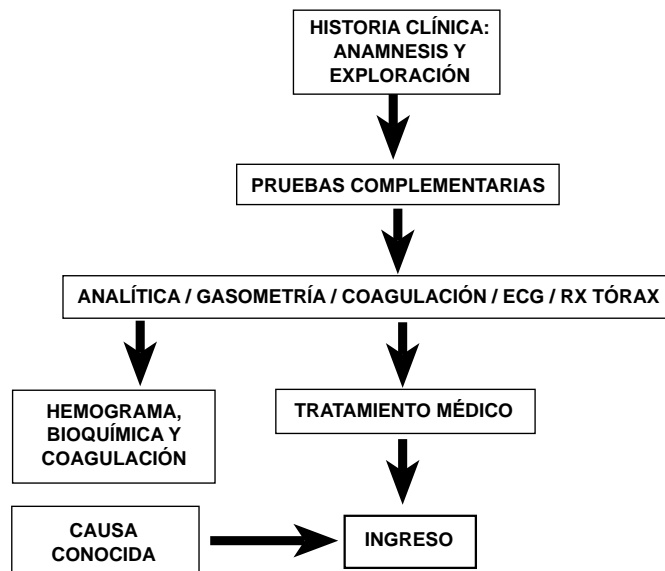 HISTORIA CLÍNICA:
ANAMNESIS Y
EXPLORACIÓN
PRUEBAS COMPLEMENTARIAS
ANALÍTICA / GASOMETRÍA / COAGULACIÓN / ECG / RX TÓRAX
HEMOGRAMA,
BIOQUÍMICA Y
COAGULACIÓN
TRATAMIENTO MÉDICO
CAUSA
CONOCIDA
INGRESO